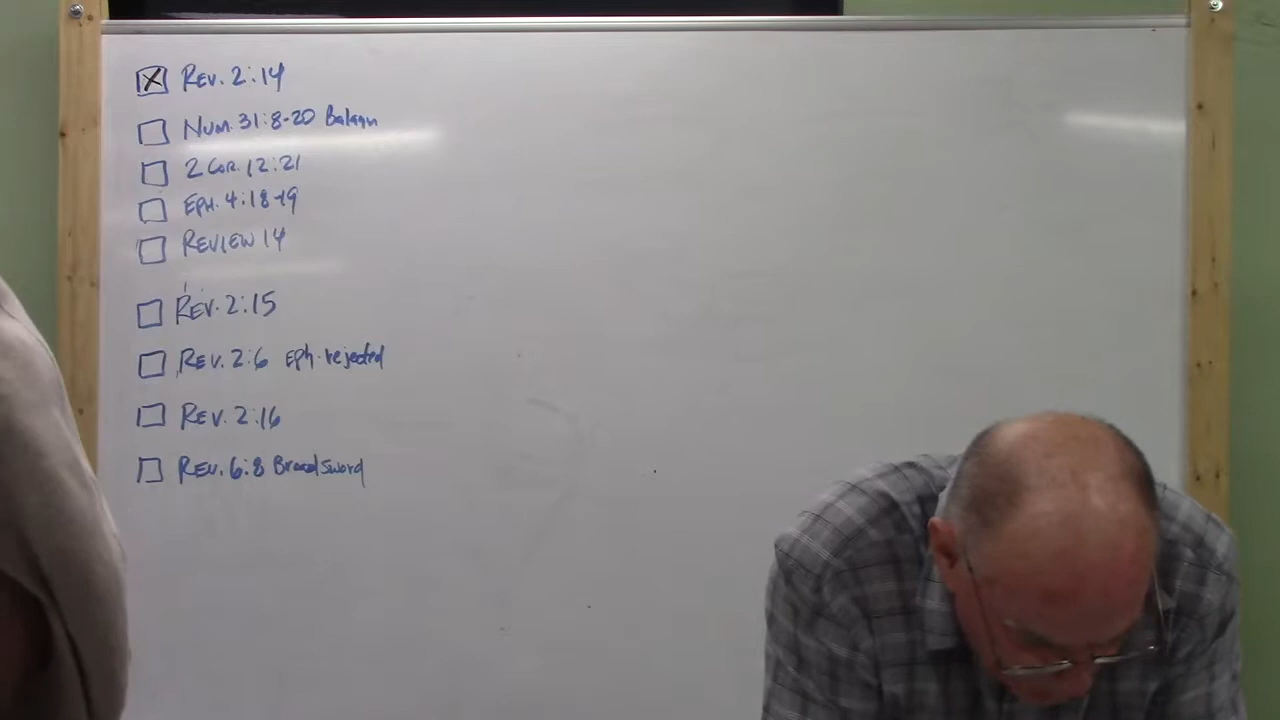 Rev. 2:14
Num. 31:8-20 Balaam
2 Cor. 12:21
Eph. 4:18-19
Review 14
Rev. 2:15
Rev. 2:6 Eph. rejected
Rev. 2:16
Rev. 6:8 Broadsword